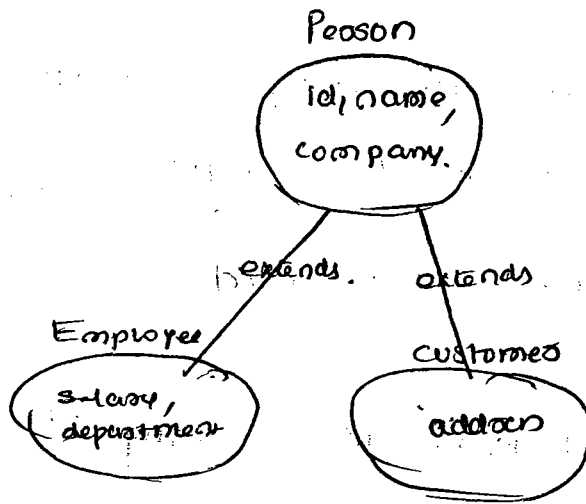 Person
id, name,
company.
extends.
extends
Employee
customer
salary,
department
address